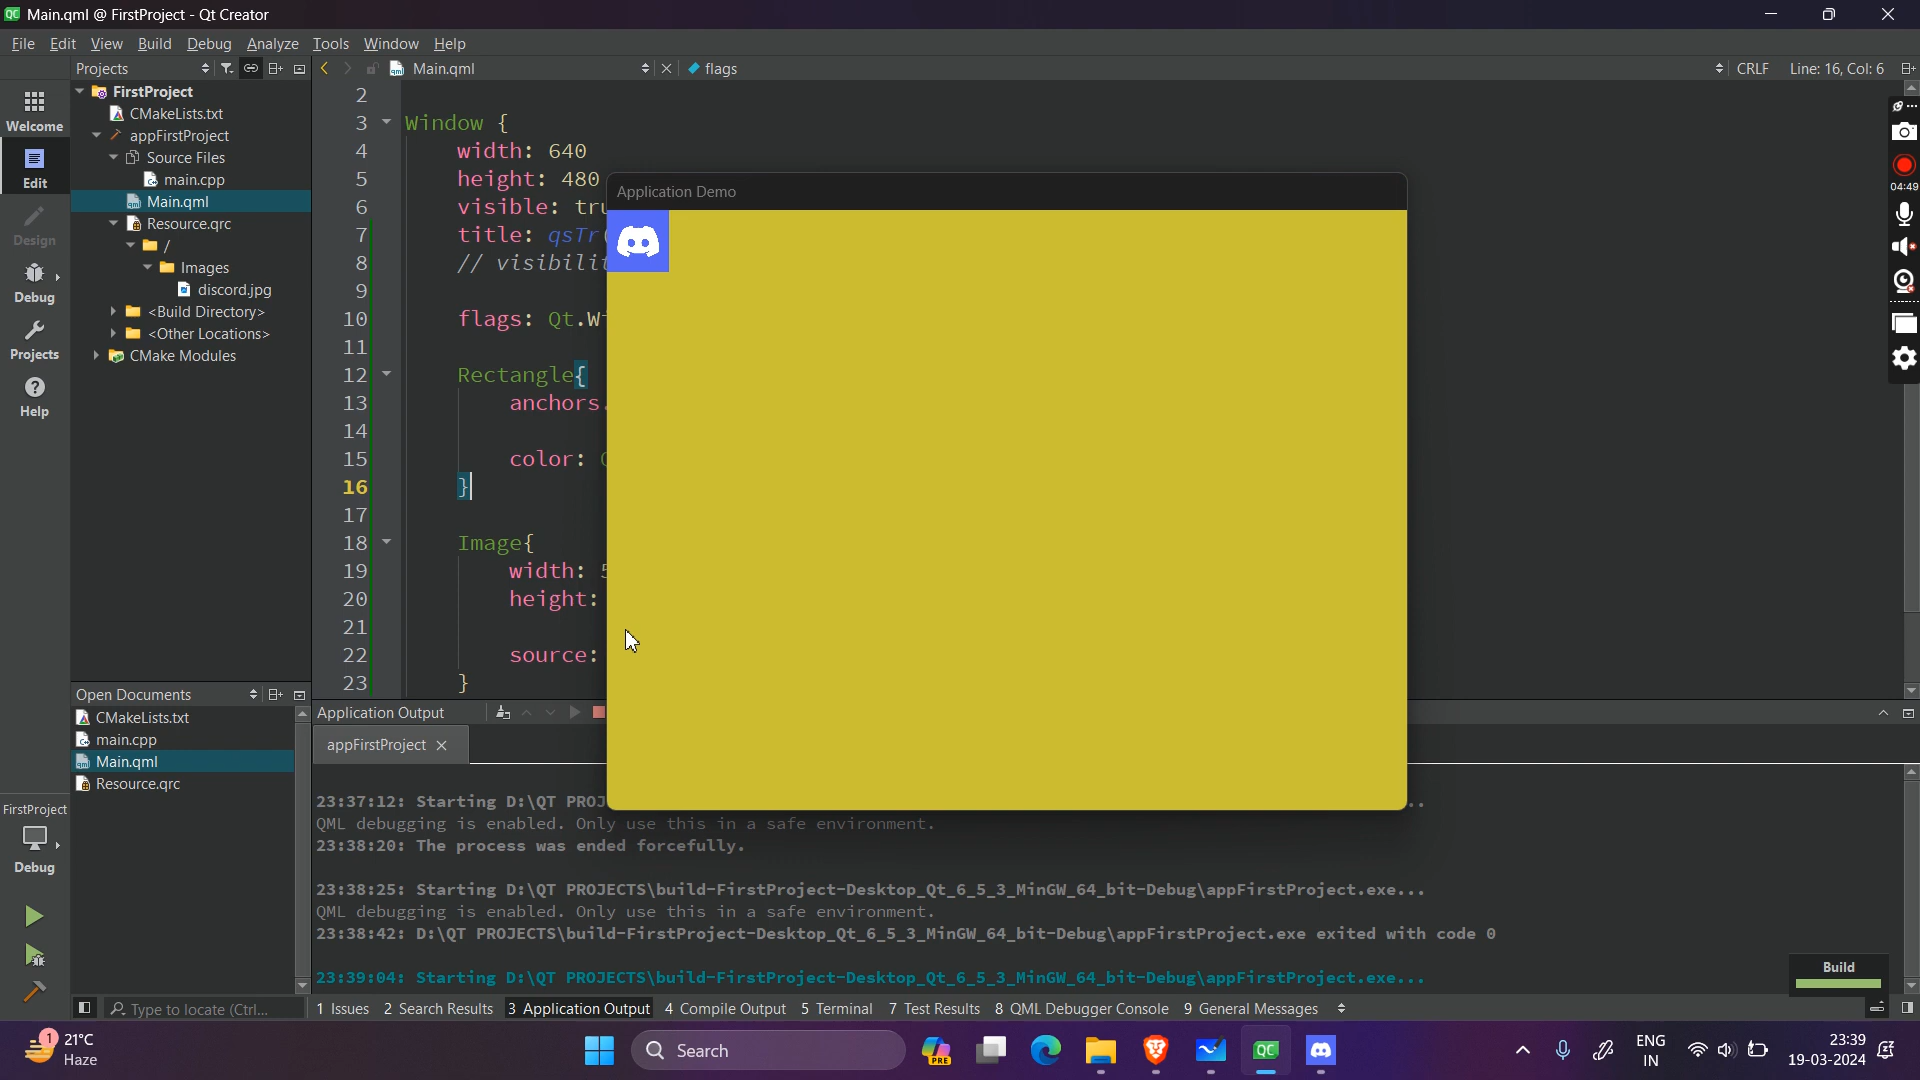 Main.qml @ FirstProject - Qt Creator
File Edit View Build Debug Analyze Tools Window Help
Projects
Main.qml
flags
CRLF
Line: 16, Col: 6
Welcome
Edit
Design
Debug
Projects
Help
FirstProject
CMakeLists.txt
appFirstProject
Source Files
main.cpp
Main.qml
Resource.qrc
/
Images
discord.jpg
<Build Directory>
<Other Locations>
CMake Modules
2
3 Window {
4 width: 640
5 height: 480
6 visible: tru
7 title: qsTr(
8 // visibilit
9
10 flags: Qt.Wi
11
12 Rectangle{
13 anchors.
14
15 color:
16 }
17
18 Image{
19 width: 5
20 height:
21
22 source:
23 }
Application Demo
04:49
Open Documents
CMakeLists.txt
main.cpp
Main.qml
Resource.qrc
FirstProject
Debug
Application Output
appFirstProject
23:37:12: Starting D:\QT PROJ
..
QML debugging is enabled. Only use this in a safe environment.
23:38:20: The process was ended forcefully.
23:38:25: Starting D:\QT PROJECTS\build-FirstProject-Desktop_Qt_6_5_3_MinGW_64_bit-Debug\appFirstProject.exe...
QML debugging is enabled. Only use this in a safe environment.
23:38:42: D:\QT PROJECTS\build-FirstProject-Desktop_Qt_6_5_3_MinGW_64_bit-Debug\appFirstProject.exe exited with code 0
23:39:04: Starting D:\QT PROJECTS\build-FirstProject-Desktop_Qt_6_5_3_MinGW_64_bit-Debug\appFirstProject.exe...
Build
Type to locate (Ctrl...
1 Issues 2 Search Results 3 Application Output 4 Compile Output 5 Terminal 7 Test Results 8 QML Debugger Console 9 General Messages
1
21°C
Haze
Search
PRE
QC
ENG
IN
23:39
19-03-2024